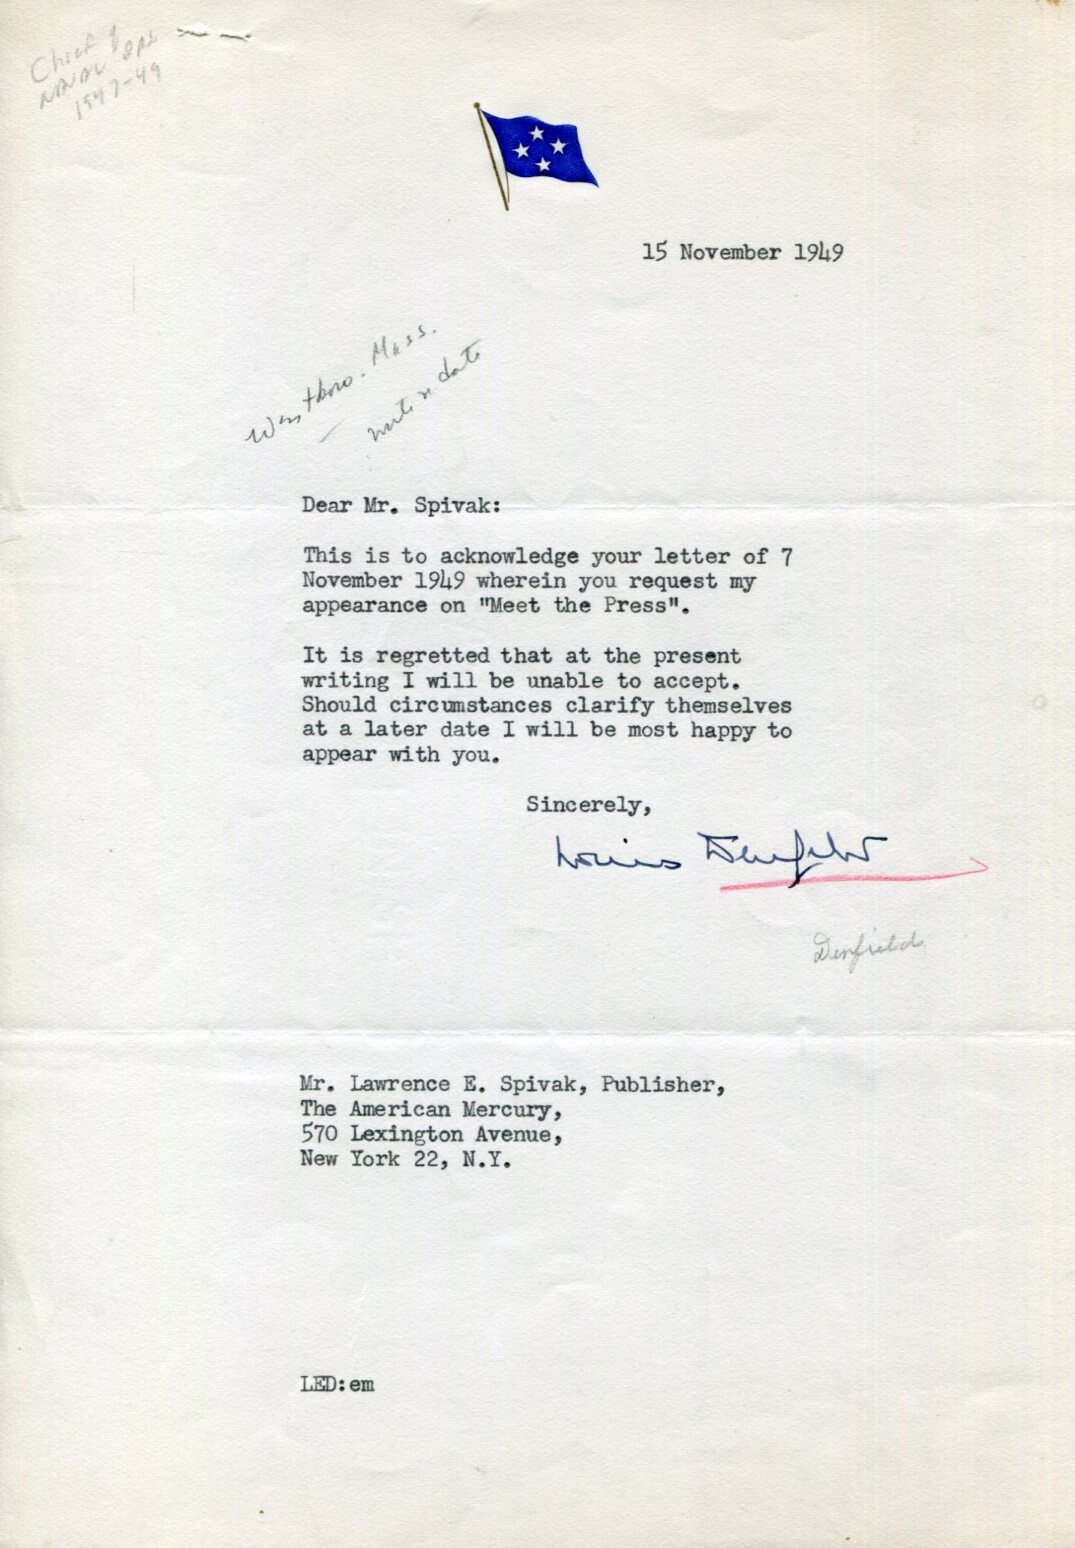 Chief of
Naval Ops
1947-49
15 November 1949
Westboro. Mass.
Dear Mr. Spivak:
This is to acknowledge your letter of 7
November 1949 wherein you request my
appearance on "Meet the Press".
It is regretted that at the present
writing I will be unable to accept.
Should circumstances clarify themselves
at a later date I will be most happy to
appear with you.
Sincerely,
Louis Denfeld
Denfield
Mr. Lawrence E. Spivak, Publisher,
The American Mercury,
570 Lexington Avenue,
New York 22, N.Y.
LED:em